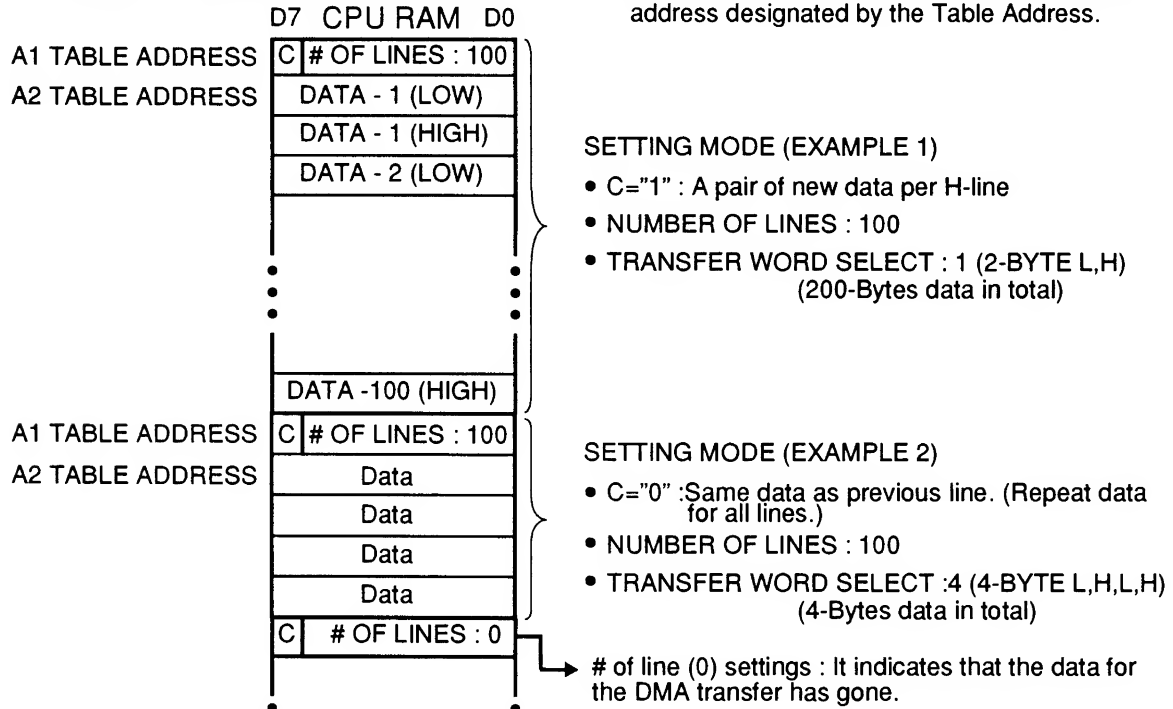 D7 CPU RAM D0
address designated by the Table Address.
A1 TABLE ADDRESS C # OF LINES : 100
A2 TABLE ADDRESS DATA - 1 (LOW)
DATA - 1 (HIGH)
DATA - 2 (LOW)
SETTING MODE (EXAMPLE 1)
• C="1" : A pair of new data per H-line
• NUMBER OF LINES : 100
• TRANSFER WORD SELECT : 1 (2-BYTE L,H)
(200-Bytes data in total)
DATA -100 (HIGH)
A1 TABLE ADDRESS C # OF LINES : 100
A2 TABLE ADDRESS Data
Data
Data
Data
SETTING MODE (EXAMPLE 2)
• C="0" :Same data as previous line. (Repeat data
for all lines.)
• NUMBER OF LINES : 100
• TRANSFER WORD SELECT :4 (4-BYTE L,H,L,H)
(4-Bytes data in total)
C # OF LINES : 0
# of line (0) settings : It indicates that the data for
the DMA transfer has gone.